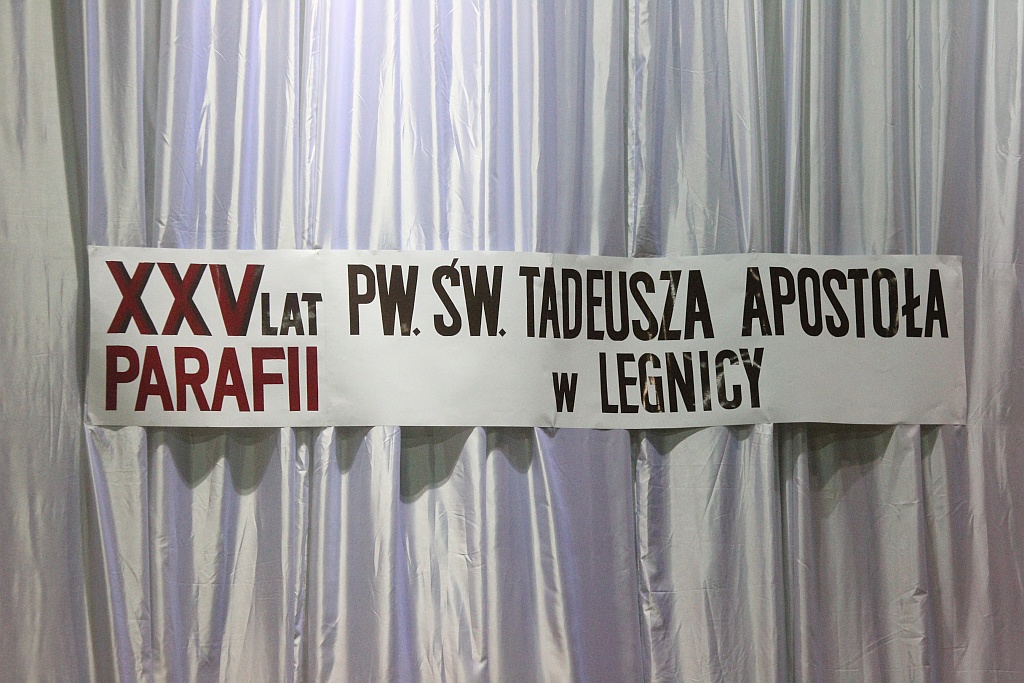 XXV LAT
PARAFII
PW. ŚW. TADEUSZA APOSTOŁA
w LEGNICY